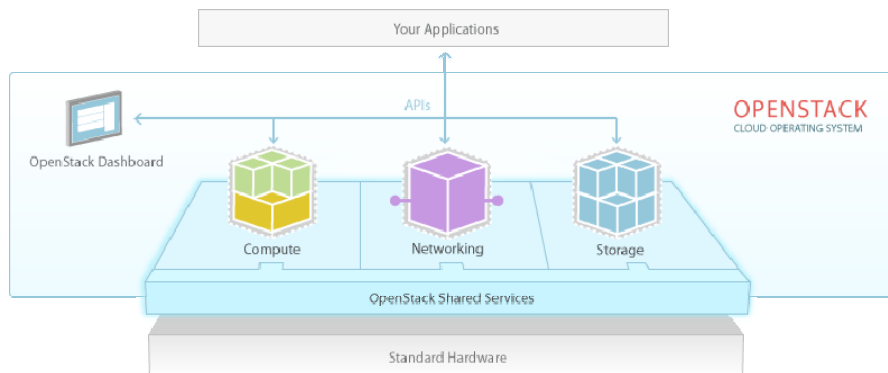 Your Applications
APIs
OPENSTACK
CLOUD OPERATING SYSTEM
OpenStack Dashboard
Compute
Networking
Storage
OpenStack Shared Services
Standard Hardware